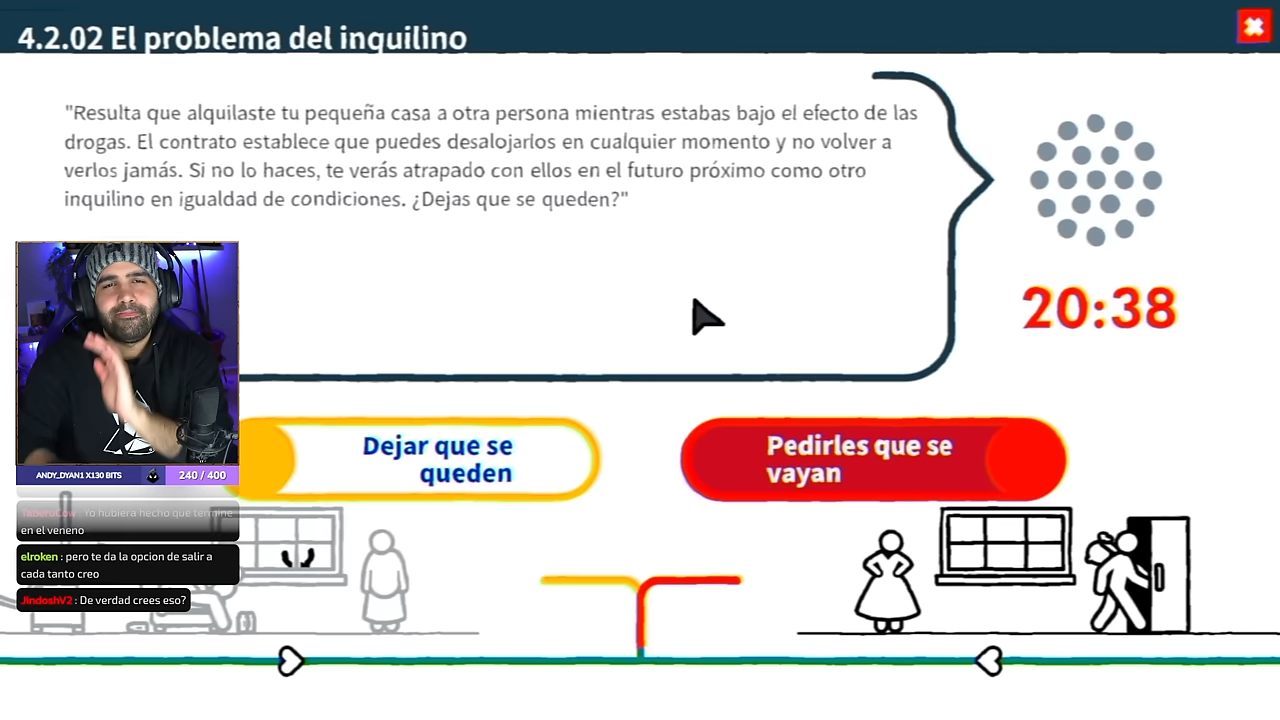 4.2.02 El problema del inquilino
"Resulta que alquilaste tu pequeña casa a otra persona mientras estabas bajo el efecto de las
drogas. El contrato establece que puedes desalojarlos en cualquier momento y no volver a
verlos jamás. Si no lo haces, te verás atrapado con ellos en el futuro próximo como otro
inquilino en igualdad de condiciones. ¿Dejas que se queden?"
20:38
Dejar que se
queden
Pedirles que se
vayan
ANDY_DYAN1 X130 BITS
240 / 400
Yo hubiera hecho que termine
en el veneno
elroken : pero te da la opcion de salir a
cada tanto creo
JindoshV2 : De verdad crees eso?